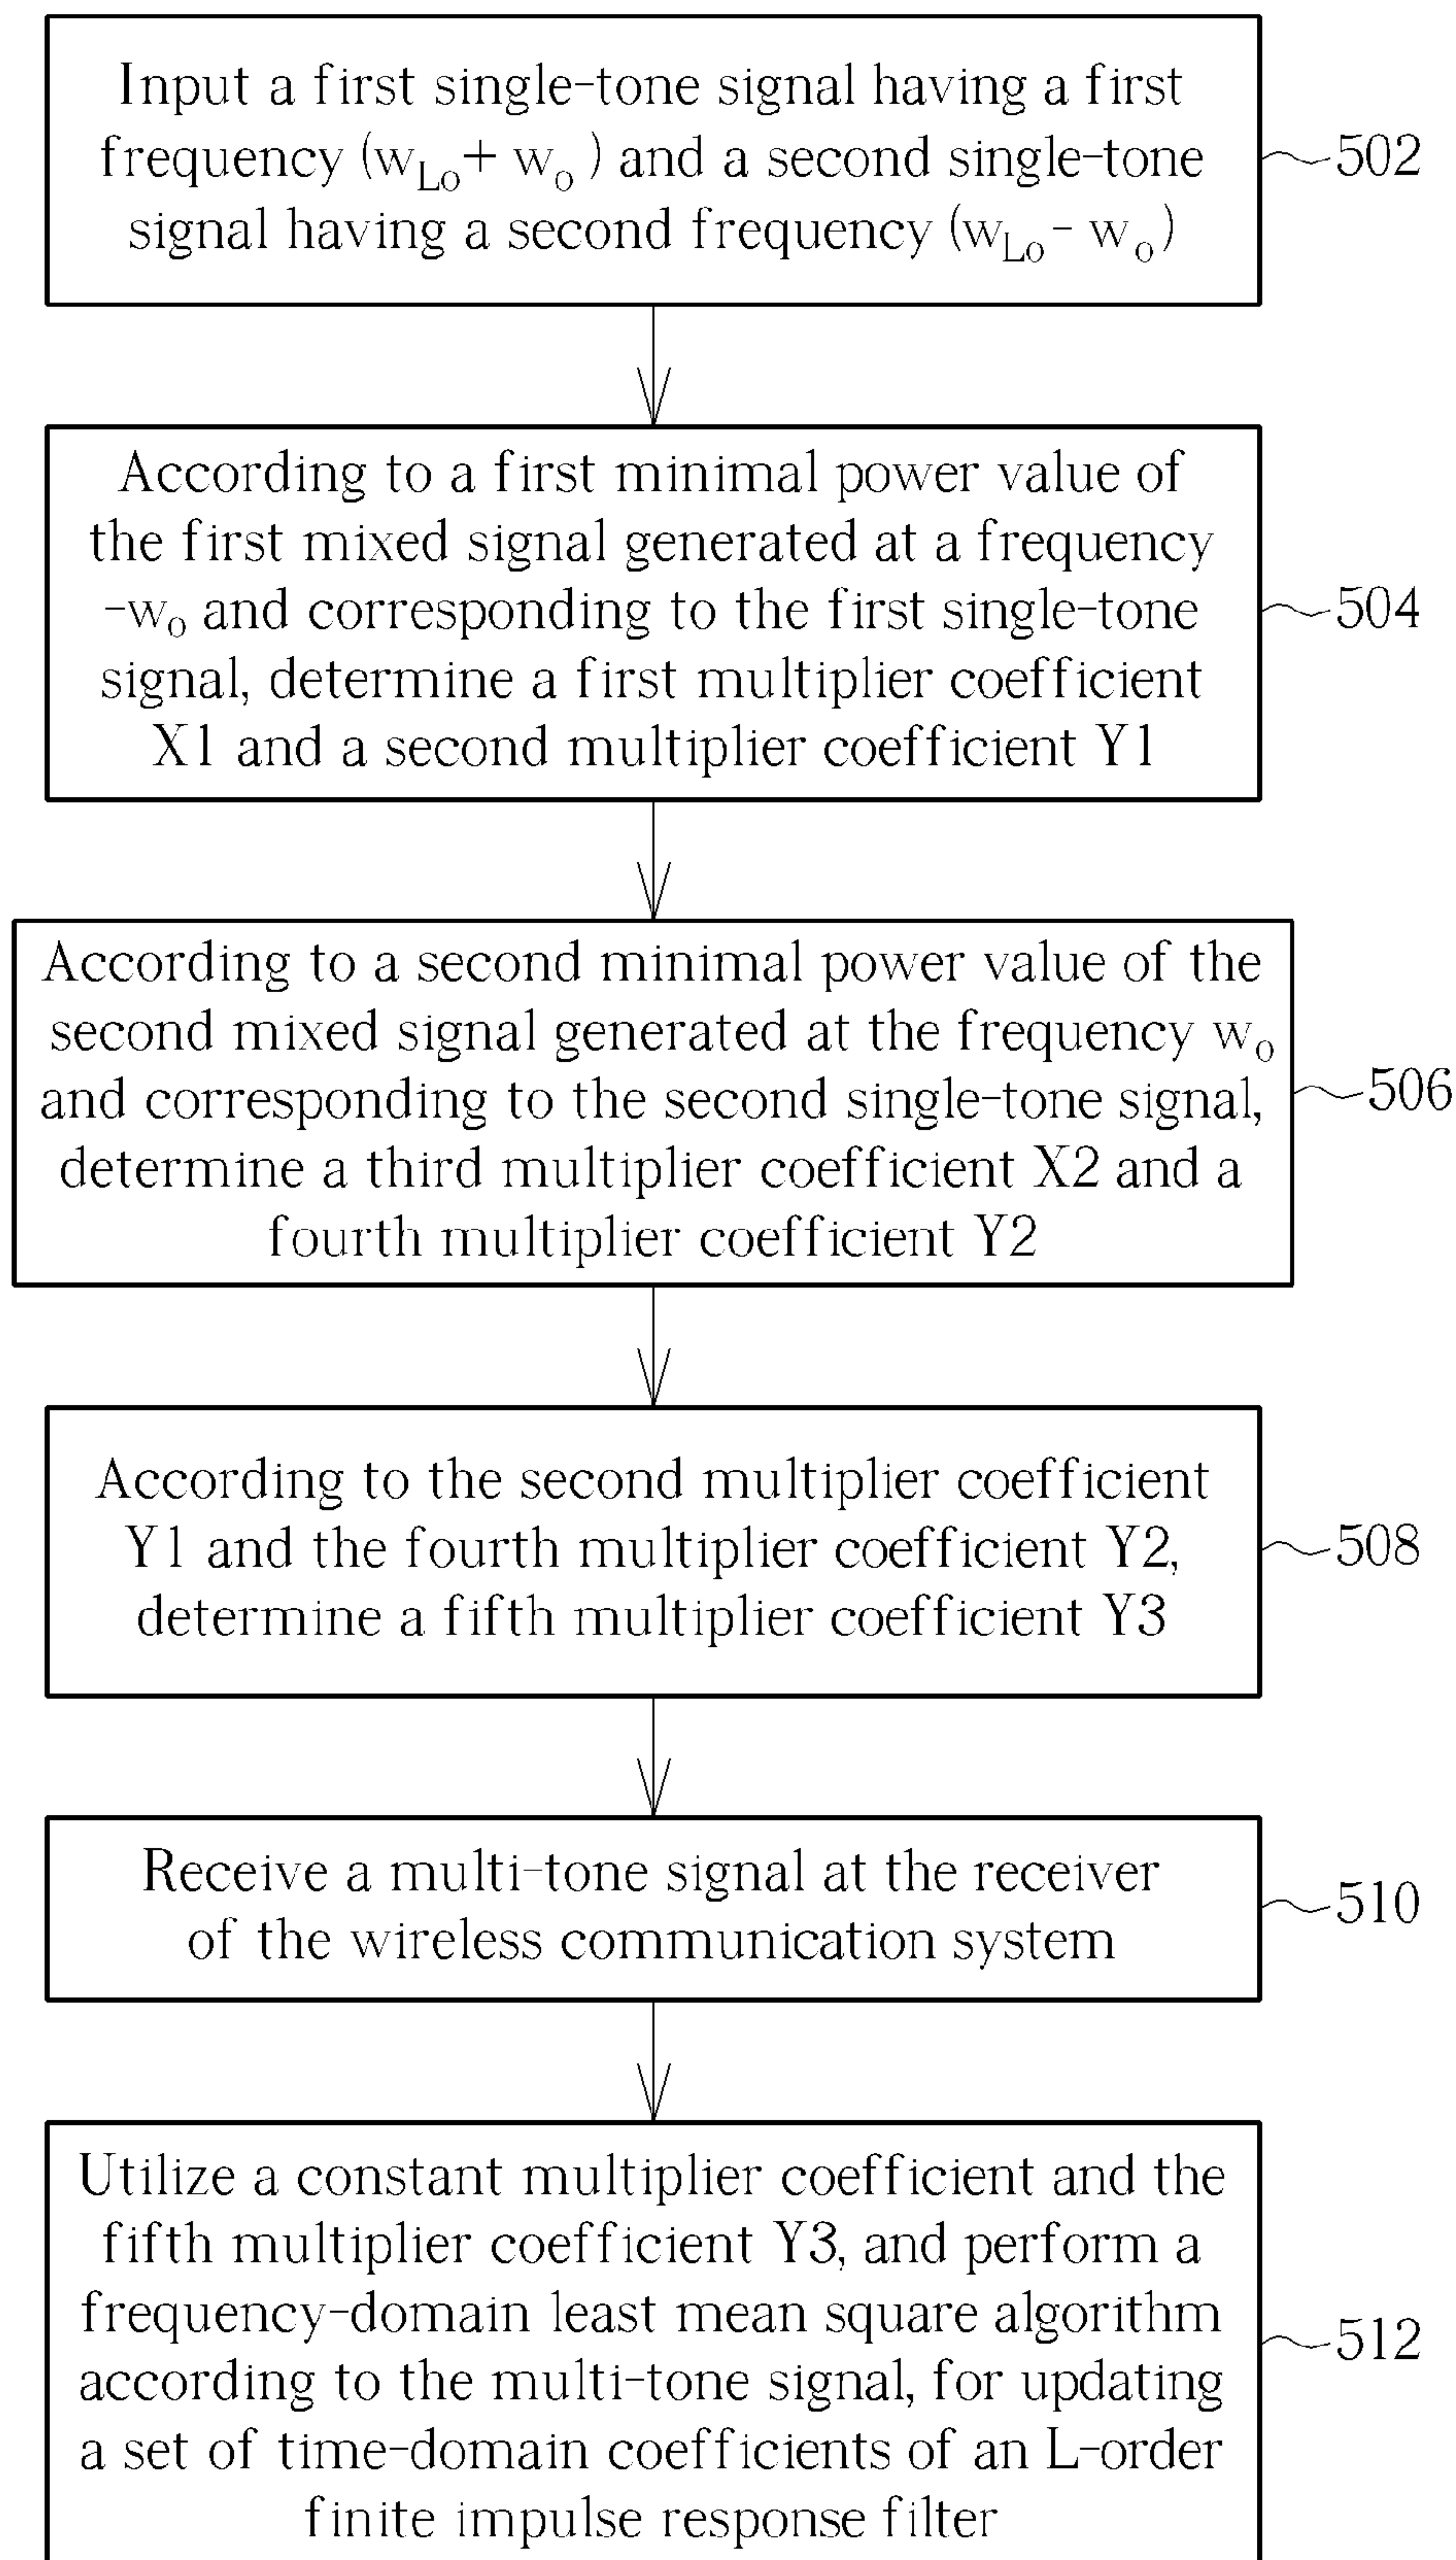 Input a first single-tone signal having a first
frequency (w_Lo + w_o) and a second single-tone
signal having a second frequency (w_Lo - w_o)
502
According to a first minimal power value of
the first mixed signal generated at a frequency
-w_o and corresponding to the first single-tone
signal, determine a first multiplier coefficient
X1 and a second multiplier coefficient Y1
504
According to a second minimal power value of the
second mixed signal generated at the frequency w_o
and corresponding to the second single-tone signal,
determine a third multiplier coefficient X2 and a
fourth multiplier coefficient Y2
506
According to the second multiplier coefficient
Y1 and the fourth multiplier coefficient Y2,
determine a fifth multiplier coefficient Y3
508
Receive a multi-tone signal at the receiver
of the wireless communication system
510
Utilize a constant multiplier coefficient and the
fifth multiplier coefficient Y3, and perform a
frequency-domain least mean square algorithm
according to the multi-tone signal, for updating
a set of time-domain coefficients of an L-order
finite impulse response filter
512